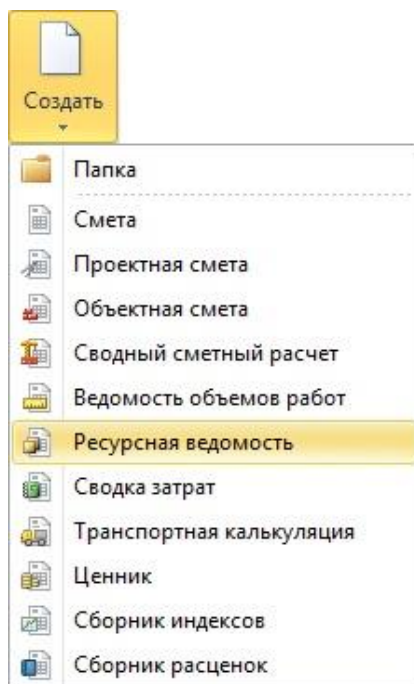 Создать
Папка
Смета
Проектная смета
Объектная смета
Сводный сметный расчет
Ведомость объемов работ
Ресурсная ведомость
Сводка затрат
Транспортная калькуляция
Ценник
Сборник индексов
Сборник расценок